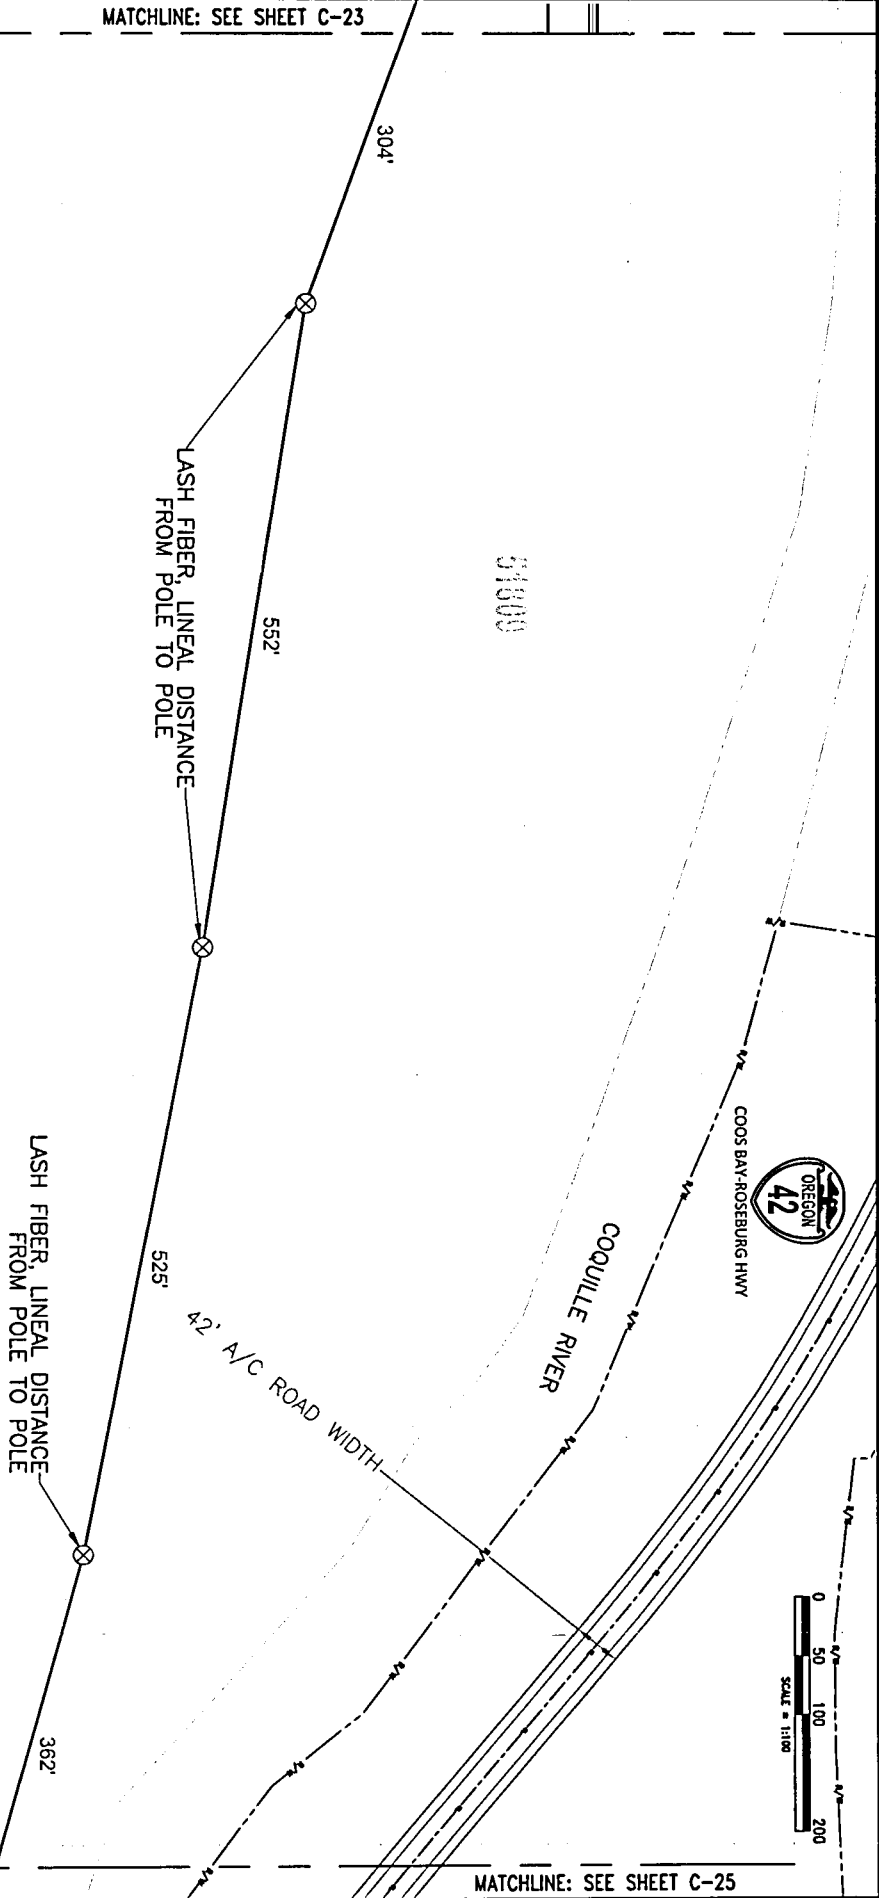 MATCHLINE: SEE SHEET C-23
304'
LASH FIBER, LINEAL DISTANCE
FROM POLE TO POLE
552'
51809
OREGON
42
COOS BAY-ROSEBURG HWY
COQUILLE RIVER
525'
42' A/C ROAD WIDTH
LASH FIBER, LINEAL DISTANCE
FROM POLE TO POLE
362'
0 50 100 200
SCALE = 1:100
R/W
R/W
R/W
R/W
R/W
R/W
R/W
R/W
R/W
R/W
R/W
R/W
MATCHLINE: SEE SHEET C-25